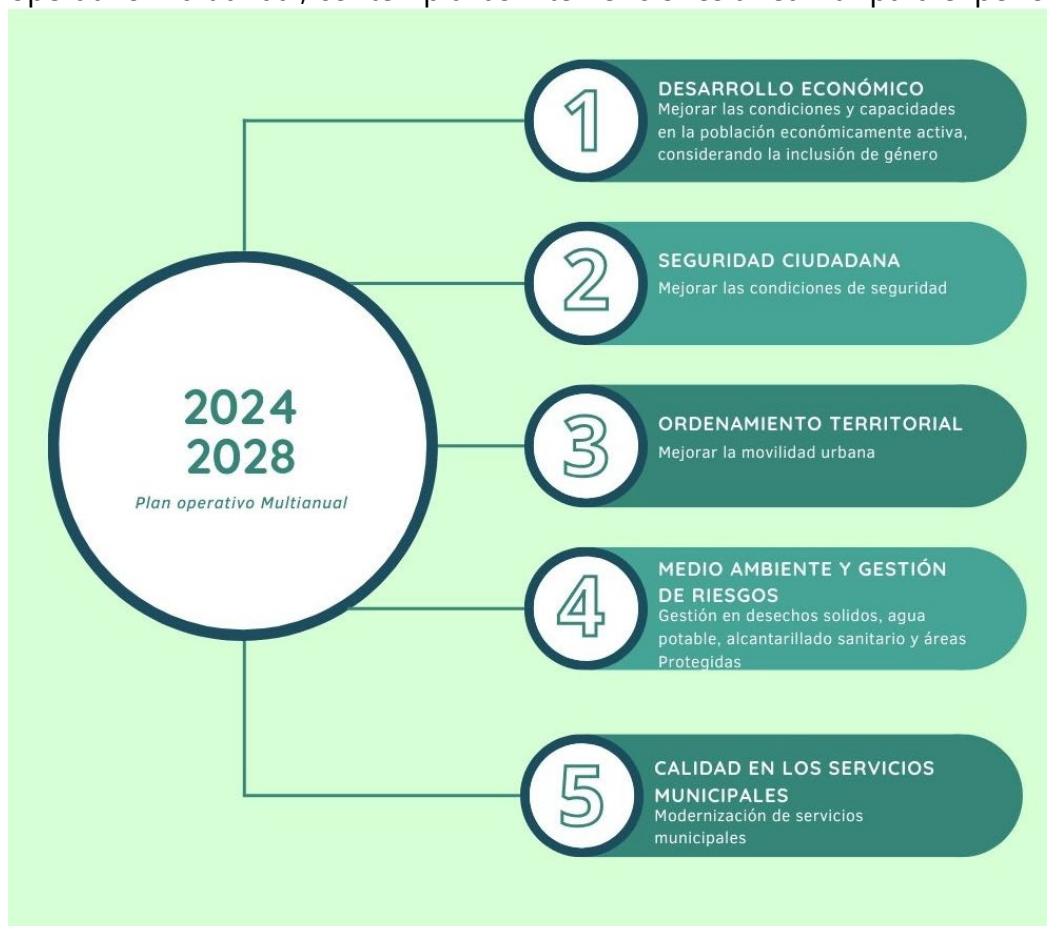 1
DESARROLLO ECONÓMICO
Mejorar las condiciones y capacidades
en la población económicamente activa,
considerando la inclusión de género
2
SEGURIDAD CIUDADANA
Mejorar las condiciones de seguridad
2024
2028
Plan operativo Multianual
3
ORDENAMIENTO TERRITORIAL
Mejorar la movilidad urbana
4
MEDIO AMBIENTE Y GESTIÓN
DE RIESGOS
Gestión en desechos solidos, agua
potable, alcantarillado sanitario y áreas
Protegidas
5
CALIDAD EN LOS SERVICIOS
MUNICIPALES
Modernización de servicios
municipales